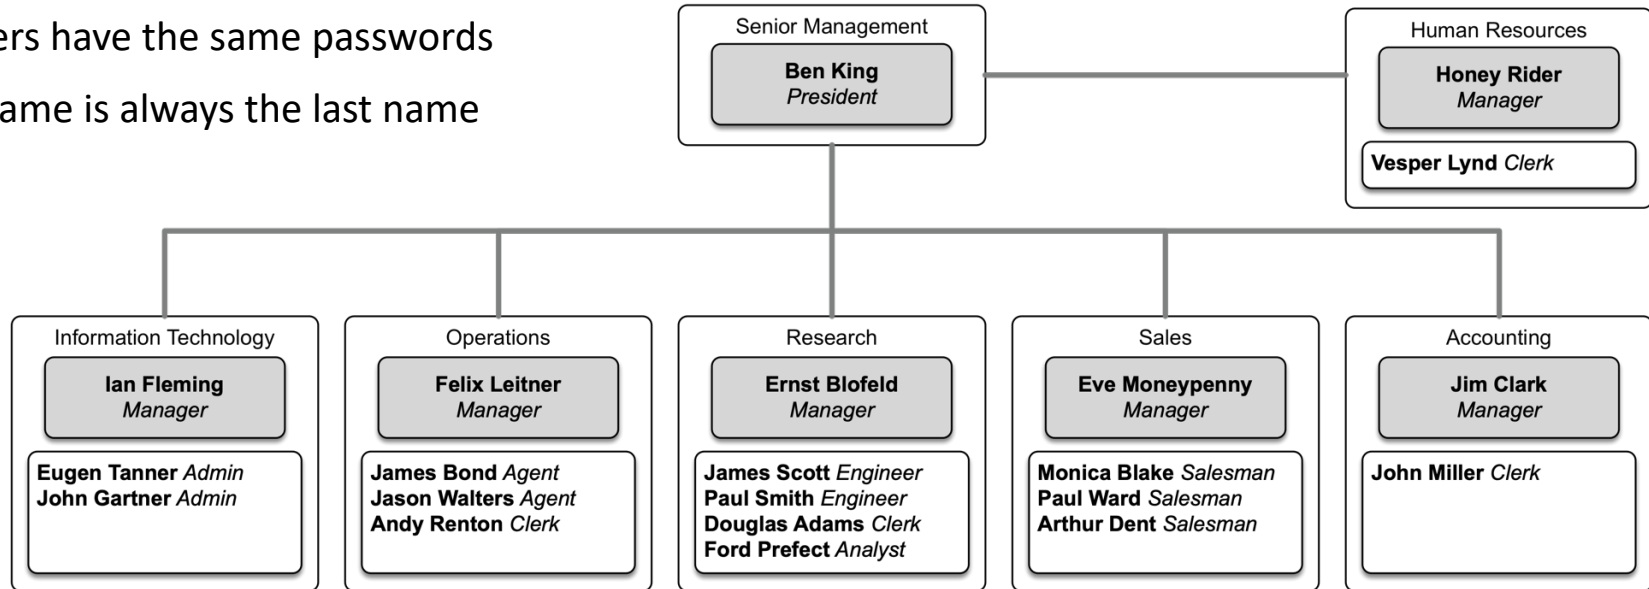 ers have the same passwords
ame is always the last name
Senior Management
Ben King
President
Human Resources
Honey Rider
Manager
Vesper Lynd Clerk
Information Technology
Ian Fleming
Manager
Eugen Tanner Admin
John Gartner Admin
Operations
Felix Leitner
Manager
James Bond Agent
Jason Walters Agent
Andy Renton Clerk
Research
Ernst Blofeld
Manager
James Scott Engineer
Paul Smith Engineer
Douglas Adams Clerk
Ford Prefect Analyst
Sales
Eve Moneypenny
Manager
Monica Blake Salesman
Paul Ward Salesman
Arthur Dent Salesman
Accounting
Jim Clark
Manager
John Miller Clerk